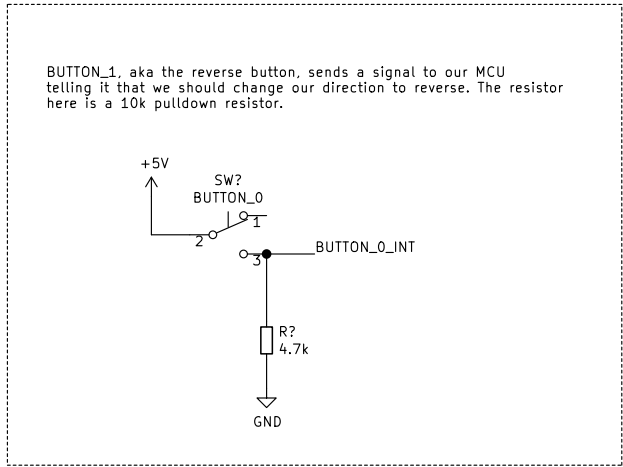 BUTTON_1, aka the reverse button, sends a signal to our MCU
telling it that we should change our direction to reverse. The resistor
here is a 10k pulldown resistor.
+5V
SW?
BUTTON_0
1
2
3
BUTTON_0_INT
R?
4.7k
GND